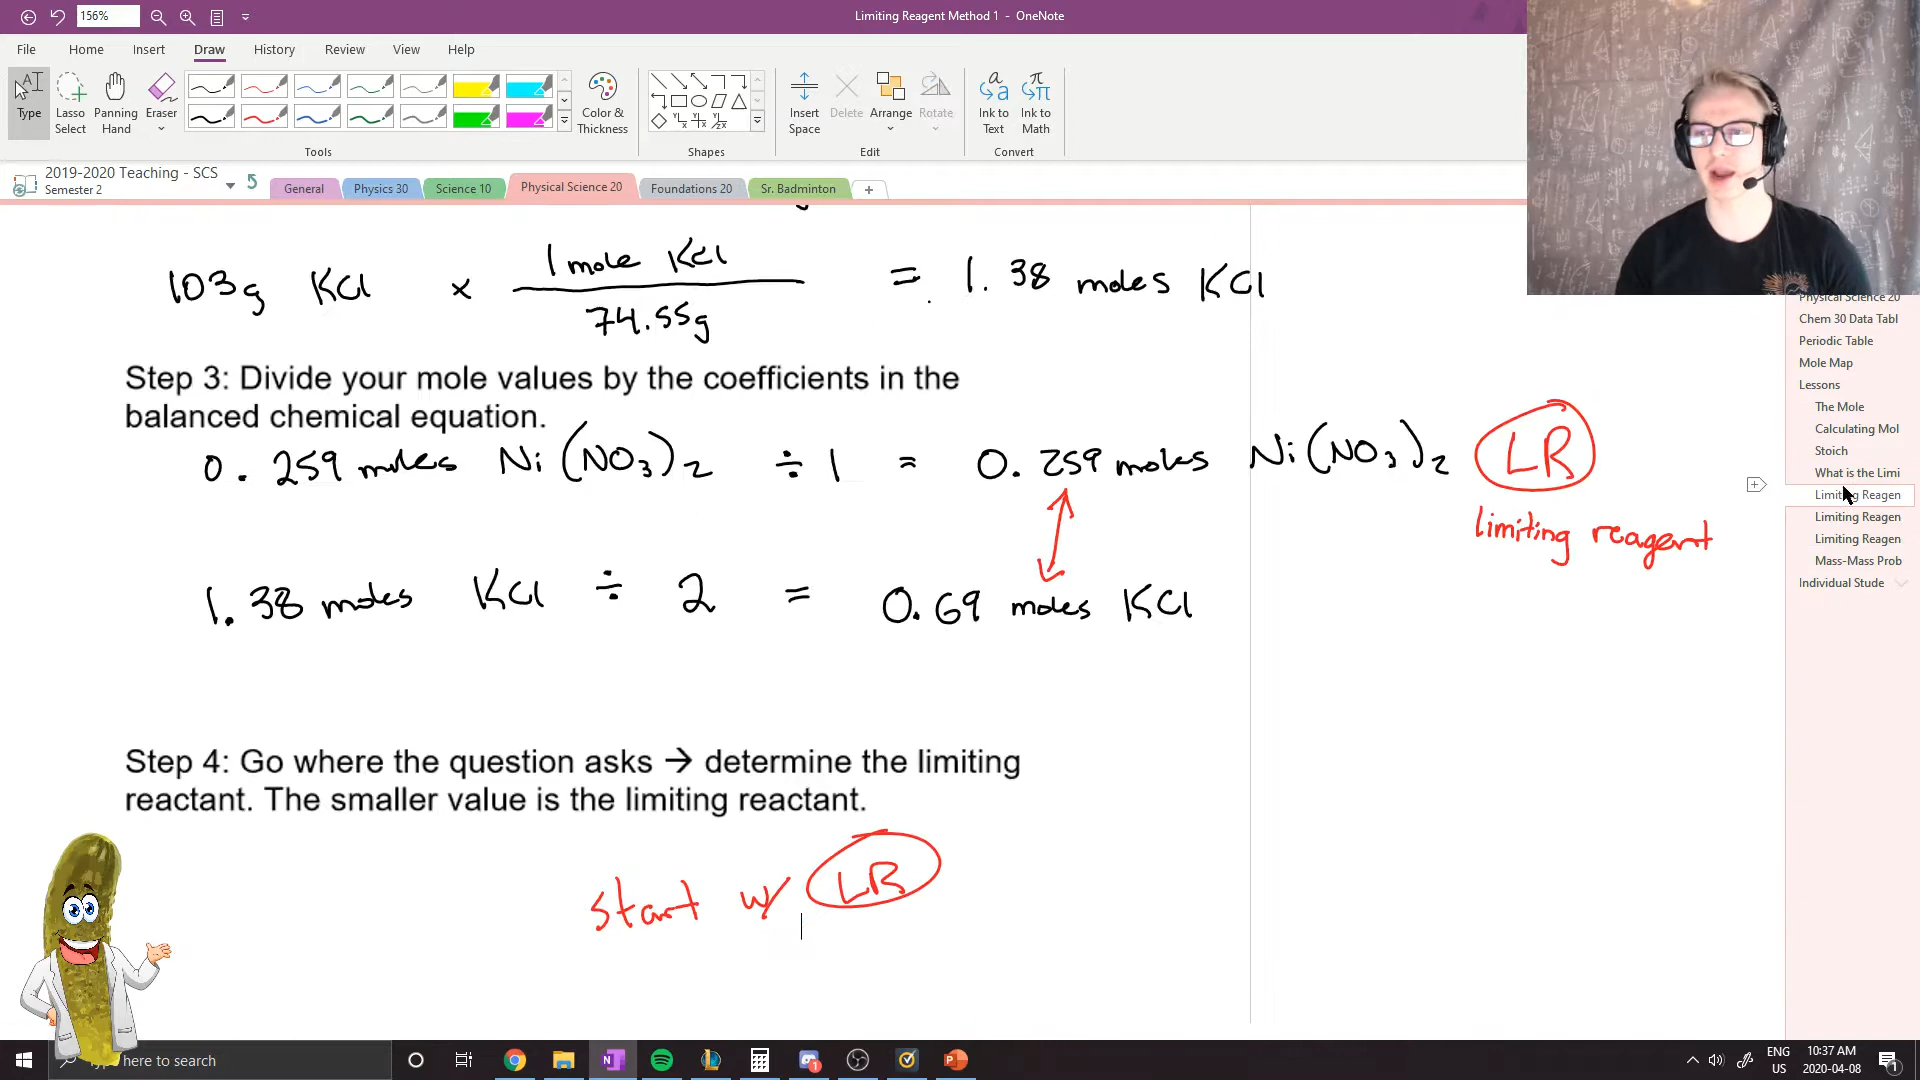 156%
Limiting Reagent Method 1 - OneNote
File Home Insert Draw History Review View Help
Type
Lasso Select
Panning Hand
Eraser
Color & Thickness
Insert Space
Delete
Arrange
Rotate
Ink to Text
Ink to Math
Tools
Shapes
Edit
Convert
2019-2020 Teaching - SCS
Semester 2
General
Physics 30
Science 10
Physical Science 20
Foundations 20
Sr. Badminton
103g KCl × 1 mole KCl / 74.55g = 1.38 moles KCl
Step 3: Divide your mole values by the coefficients in the
balanced chemical equation.
0.259 moles Ni(NO3)2 ÷ 1 = 0.259 moles Ni(NO3)2 LR
limiting reagent
1.38 moles KCl ÷ 2 = 0.69 moles KCl
Step 4: Go where the question asks → determine the limiting
reactant. The smaller value is the limiting reactant.
start w/ LR
Physical Science 20
Chem 30 Data Tabl
Periodic Table
Mole Map
Lessons
The Mole
Calculating Mol
Stoich
What is the Limi
Limiting Reagen
Limiting Reagen
Limiting Reagen
Mass-Mass Prob
Individual Stude
here to search
ENG
US
10:37 AM
2020-04-08
1
1